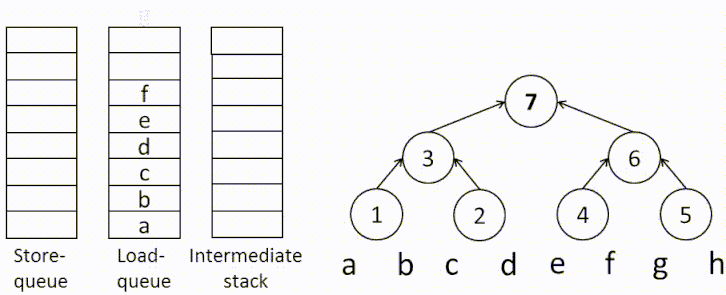 f
e
d
c
b
a
Store-
queue
Load-
queue
Intermediate
stack
7
3
6
1
2
4
5
a b c d e f g h